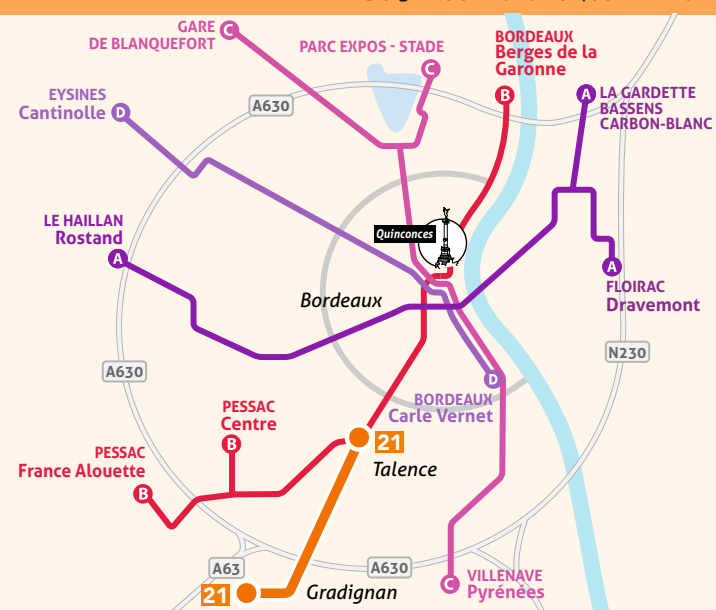 GARE
DE BLANQUEFORT
C
PARC EXPOS - STADE
C
BORDEAUX
Berges de la
Garonne
B
A
LA GARDETTE
BASSENS
CARBON-BLANC
EYSINES
Cantinolle
D
A630
LE HAILLAN
Rostand
A
Quinconces
Bordeaux
A
FLOIRAC
Dravemont
N230
A630
D
BORDEAUX
Carle Vernet
PESSAC
Centre
B
PESSAC
France Alouette
B
21
Talence
A63
A630
21
Gradignan
C
VILLENAVE
Pyrénées